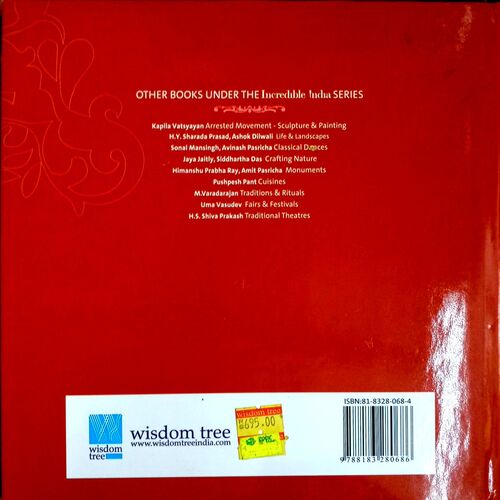 OTHER BOOKS UNDER THE Incredible India SERIES
Kapila Vatsyayan Arrested Movement - Sculpture & Painting
H.Y. Sharada Prasad, Ashok Dilwali Life & Landscapes
Sonal Mansingh, Avinash Pasricha Classical Dances
Jaya Jaitly, Siddhartha Das Crafting Nature
Himanshu Prabha Ray, Amit Pasricha Monuments
Pushpesh Pant Cuisines
M.Varadarajan Traditions & Rituals
Uma Vasudev Fairs & Festivals
H.S. Shiva Prakash Traditional Theatres
ISBN:81-8328-068-4
wisdom tree
695.00
wisdom tree
www.wisdomtreeindia.com
wisdom
tree
9 788183 280686